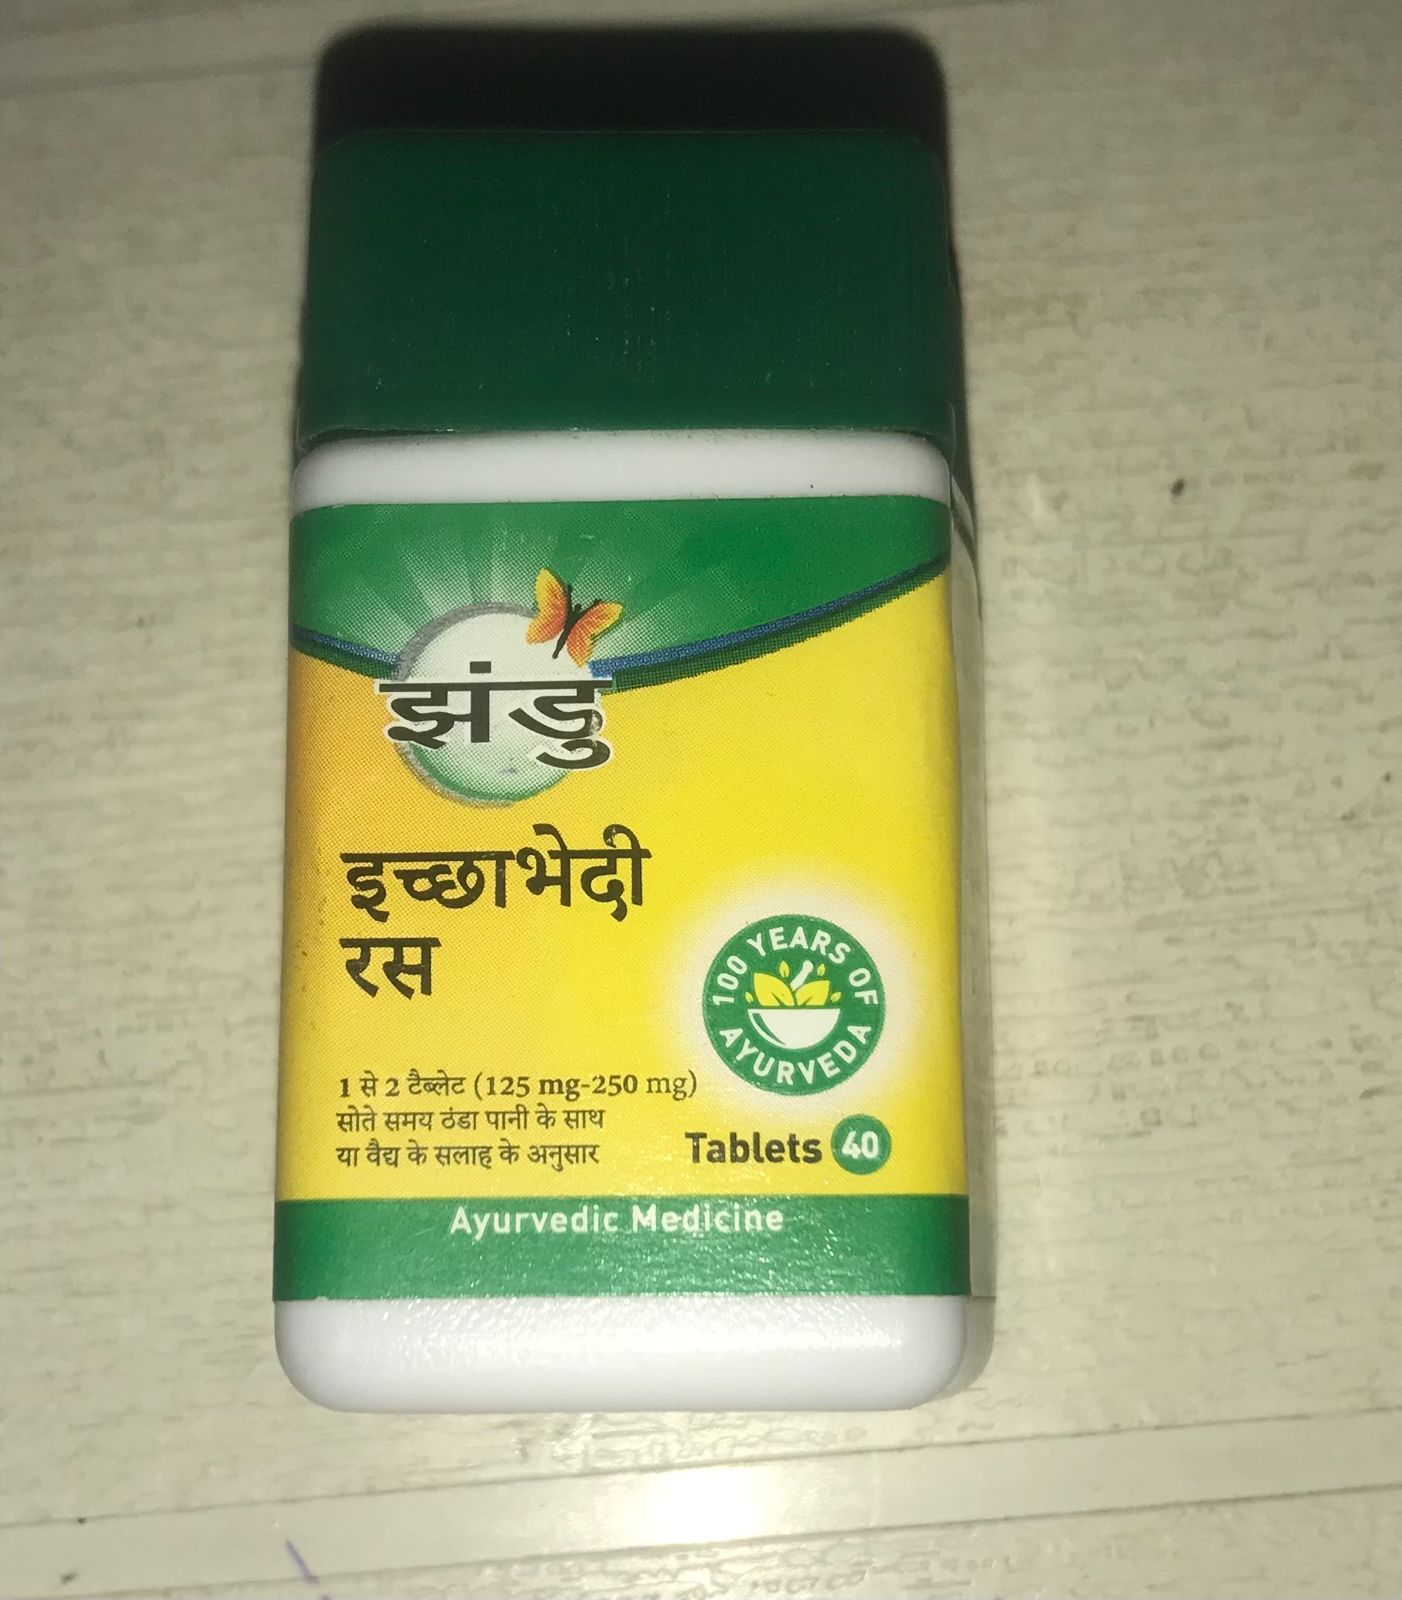 झंडु
इच्छाभेदी
रस
100 YEARS OF
AYURVEDA
1 से 2 टैब्लेट (125 mg-250 mg)
सोते समय ठंडा पानी के साथ
या वैद्य के सलाह के अनुसार
Tablets 40
Ayurvedic Medicine